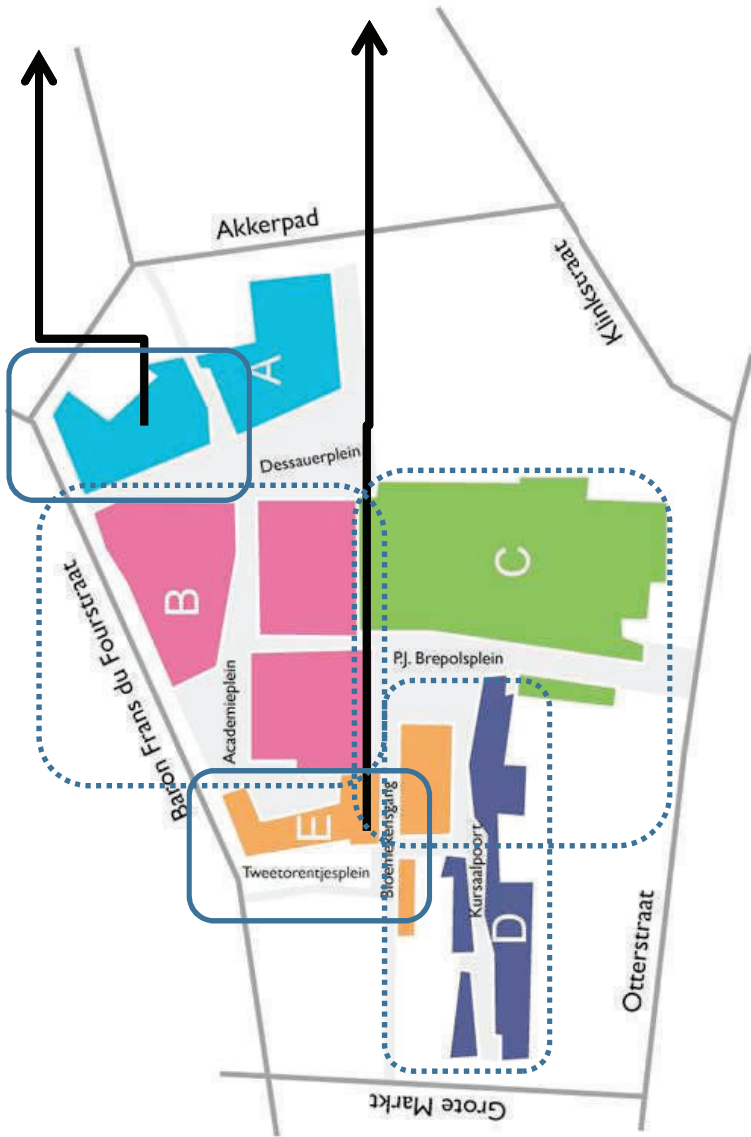 Akkerpad
Klinkstraat
A
Dessauerplein
B
C
Baron Frans du Fourstraat
P.J. Brepolsplein
Academieplein
E
Bloemekensgang
Tweetorentjesplein
Kursaalpoort
D
Otterstraat
Grote Markt